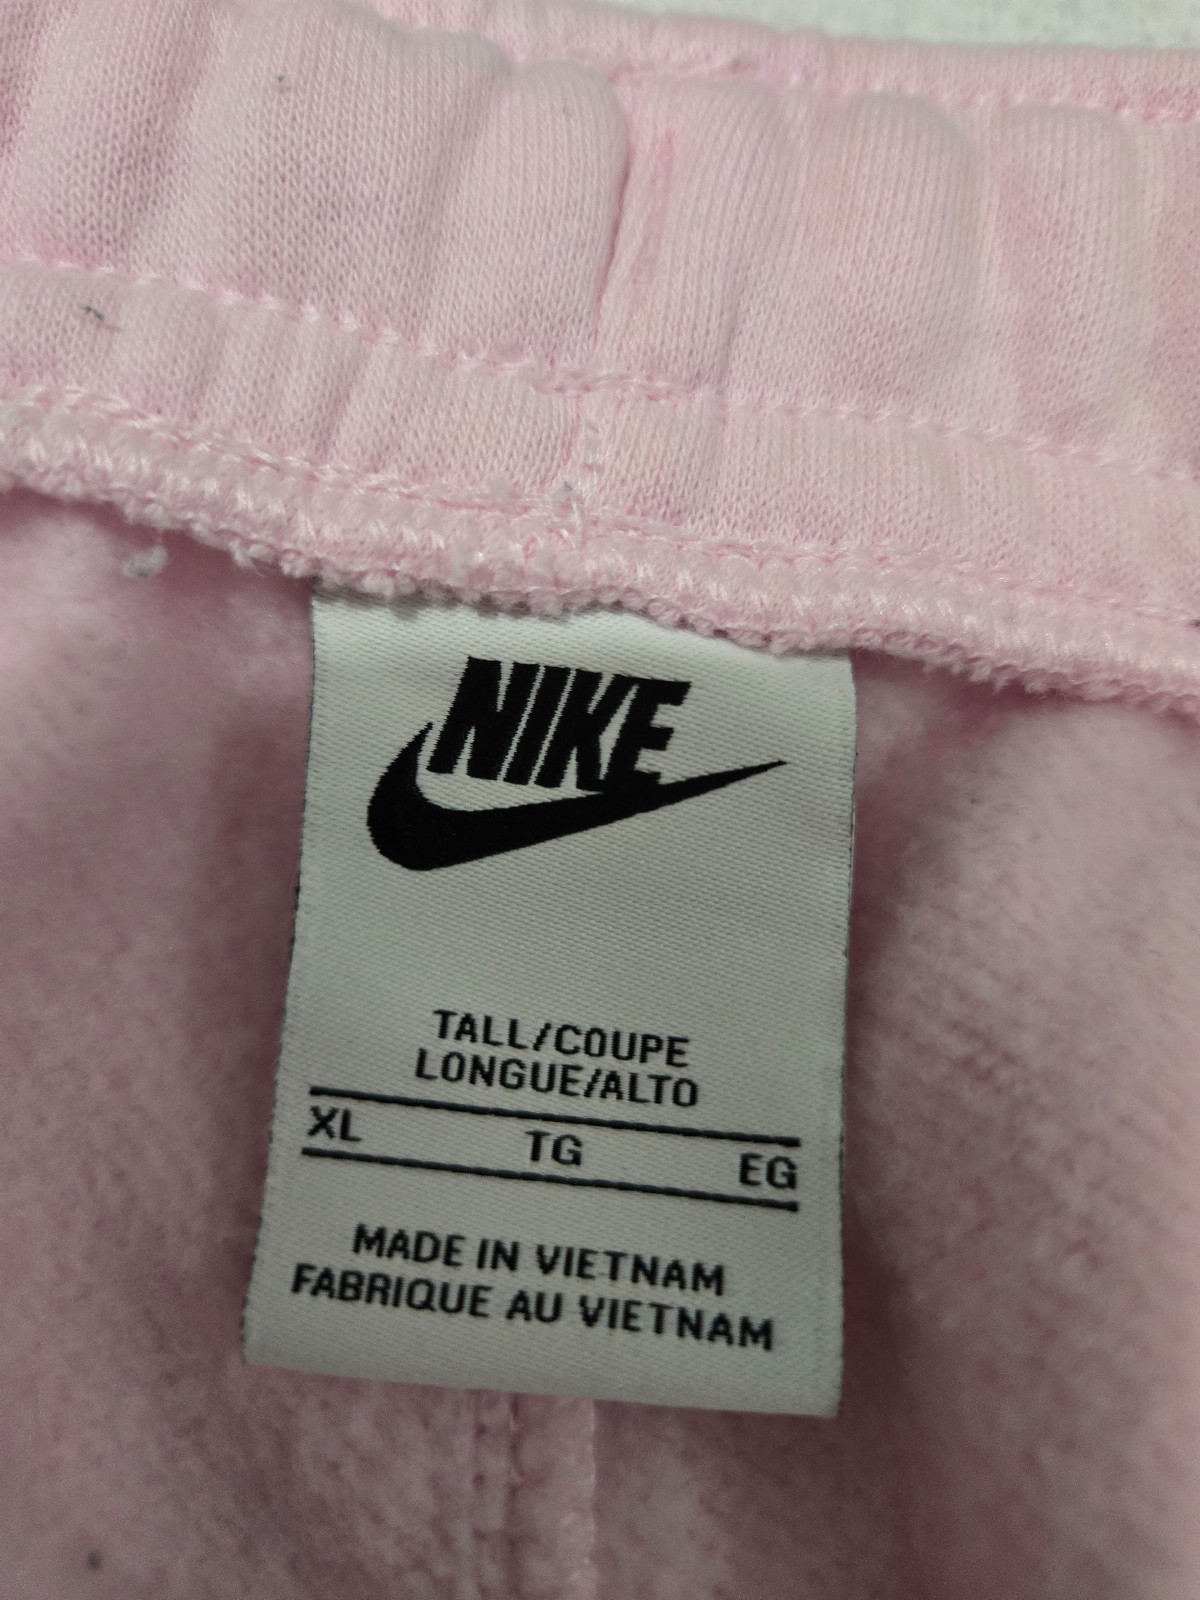 NIKE
TALL/COUPE
LONGUE/ALTO
XL TG EG
MADE IN VIETNAM
FABRIQUE AU VIETNAM